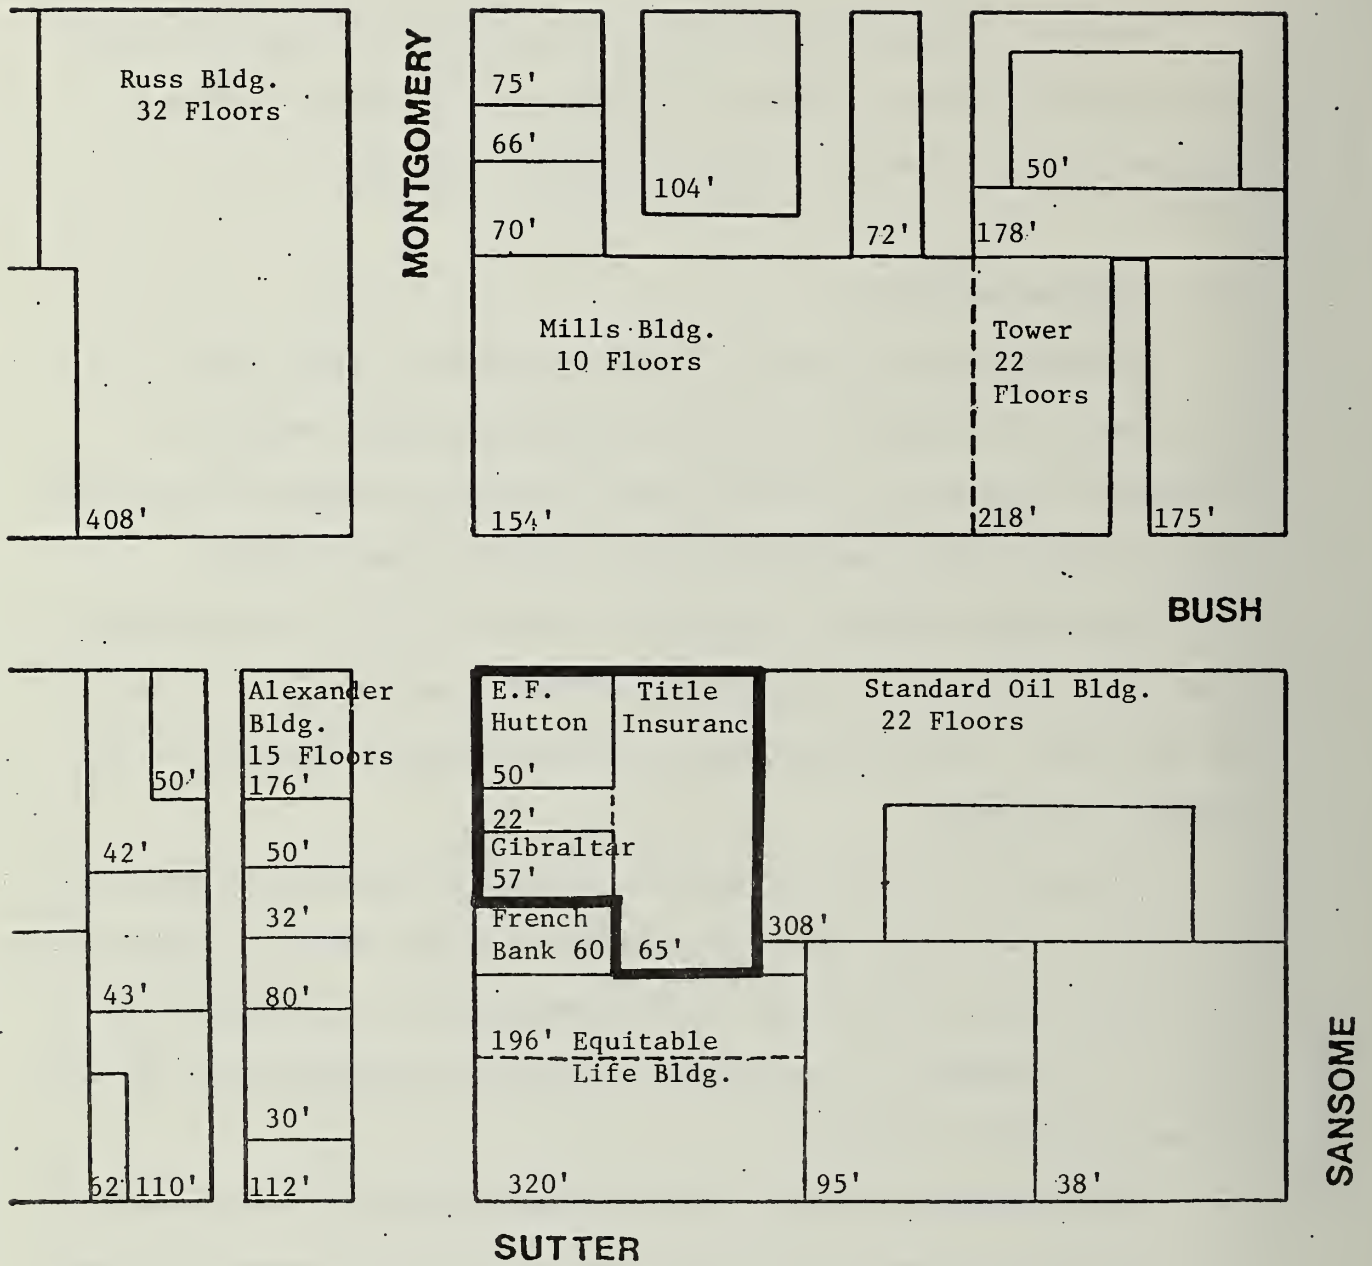 Russ Bldg.
32 Floors
408'
MONTGOMERY
75'
66'
70'
104'
72'
50'
178'
Mills Bldg.
10 Floors
154'
Tower
22
Floors
218'
175'
BUSH
50'
42'
43'
62'
110'
Alexander
Bldg.
15 Floors
176'
50'
32'
80'
30'
112'
E.F.
Hutton
50'
22'
Gibraltar
57'
French
Bank 60
Title
Insuranc
65'
Standard Oil Bldg.
22 Floors
308'
196' Equitable
Life Bldg.
320'
95'
38'
SANSOME
SUTTER